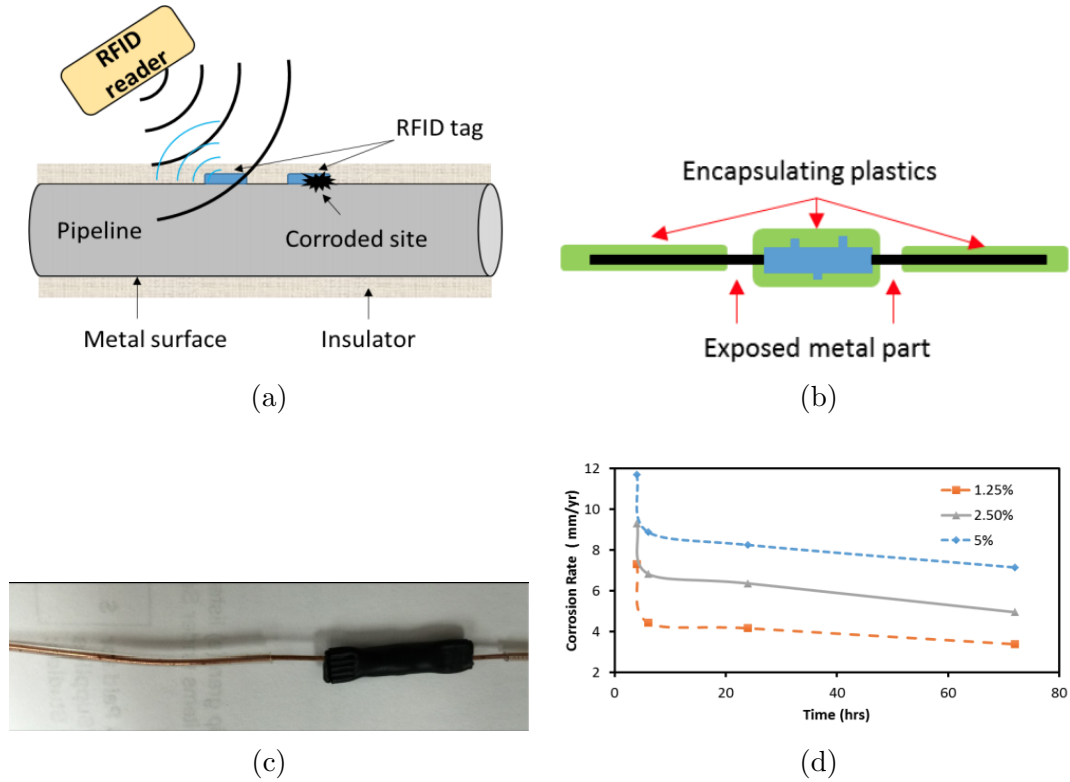 RFID
reader
RFID tag
Pipeline
Corroded site
Metal surface
Insulator
(a)
Encapsulating plastics
Exposed metal part
(b)
(c)
12
10
8
6
4
2
0
20
40
60
80
Corrosion Rate ( mm/yr)
Time (hrs)
1.25%
2.50%
5%
(d)